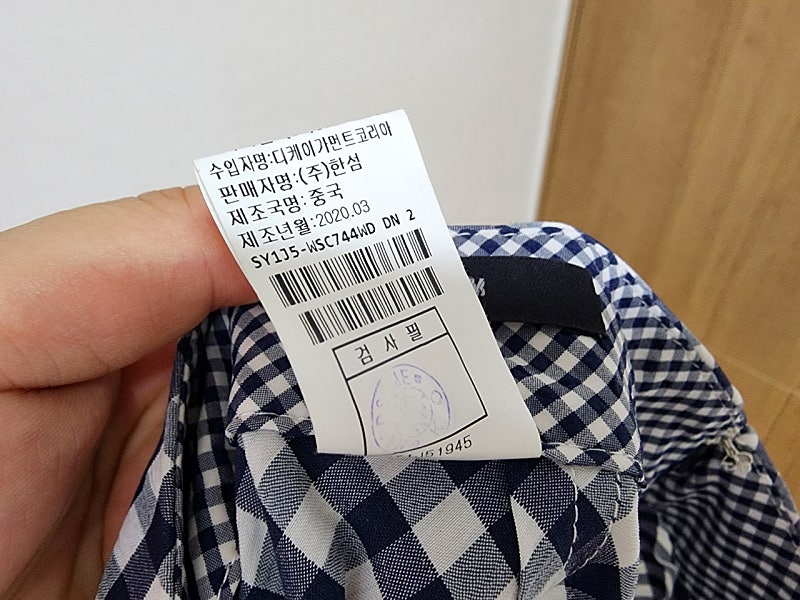 수입자명:디케이가먼트코리아
판매자명:(주)한섬
제조국명:중국
제조년월:2020.03
SY1J5-WSC744WD DN 2
검사필